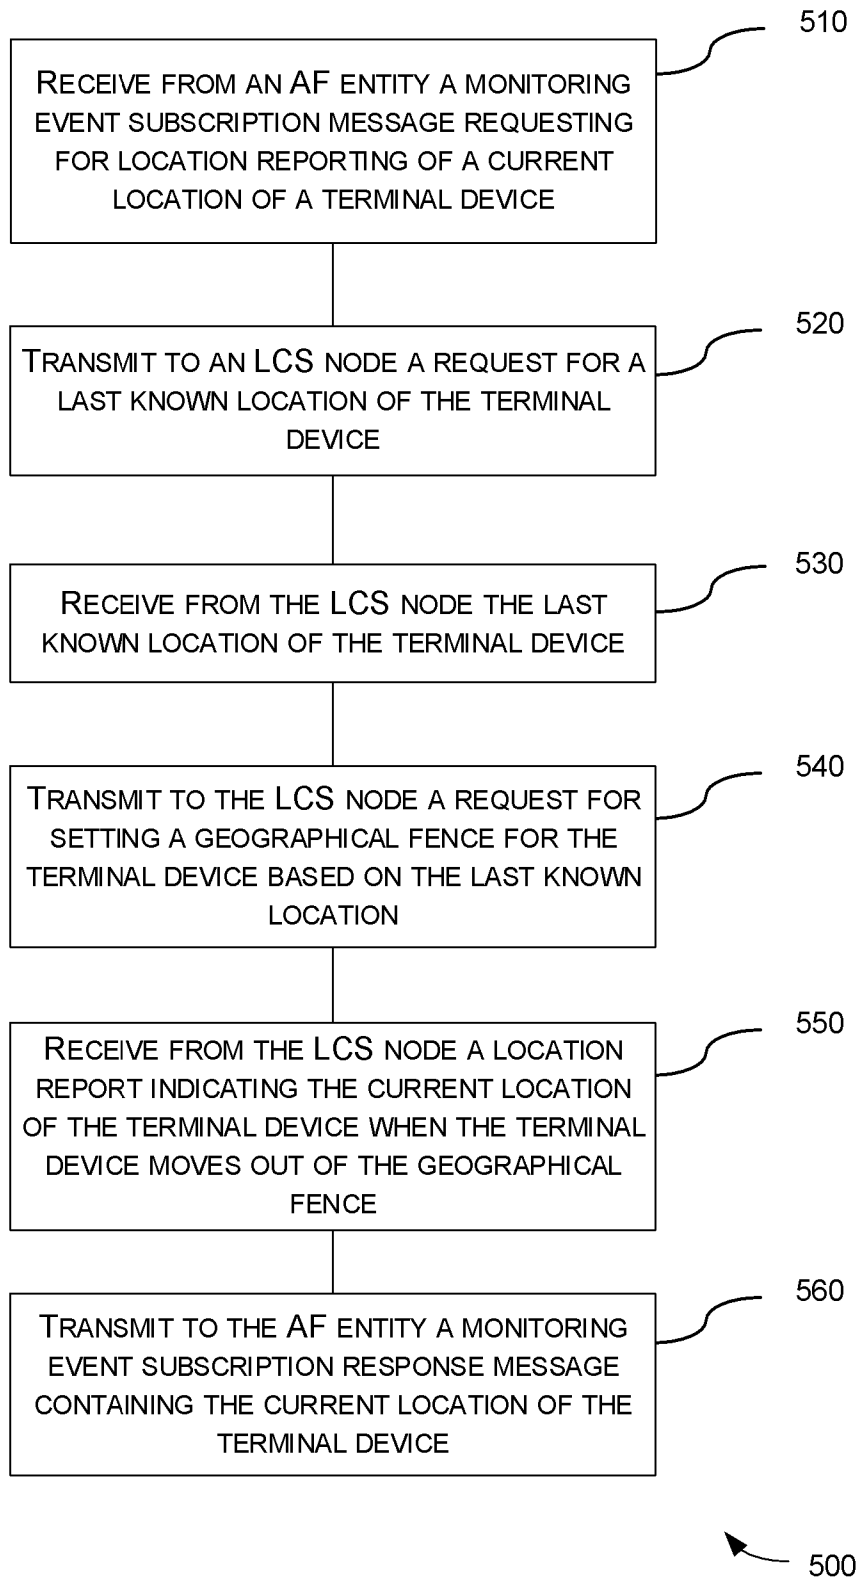 510
RECEIVE FROM AN AF ENTITY A MONITORING
EVENT SUBSCRIPTION MESSAGE REQUESTING
FOR LOCATION REPORTING OF A CURRENT
LOCATION OF A TERMINAL DEVICE
520
TRANSMIT TO AN LCS NODE A REQUEST FOR A
LAST KNOWN LOCATION OF THE TERMINAL
DEVICE
530
RECEIVE FROM THE LCS NODE THE LAST
KNOWN LOCATION OF THE TERMINAL DEVICE
540
TRANSMIT TO THE LCS NODE A REQUEST FOR
SETTING A GEOGRAPHICAL FENCE FOR THE
TERMINAL DEVICE BASED ON THE LAST KNOWN
LOCATION
550
RECEIVE FROM THE LCS NODE A LOCATION
REPORT INDICATING THE CURRENT LOCATION
OF THE TERMINAL DEVICE WHEN THE TERMINAL
DEVICE MOVES OUT OF THE GEOGRAPHICAL
FENCE
560
TRANSMIT TO THE AF ENTITY A MONITORING
EVENT SUBSCRIPTION RESPONSE MESSAGE
CONTAINING THE CURRENT LOCATION OF THE
TERMINAL DEVICE
500